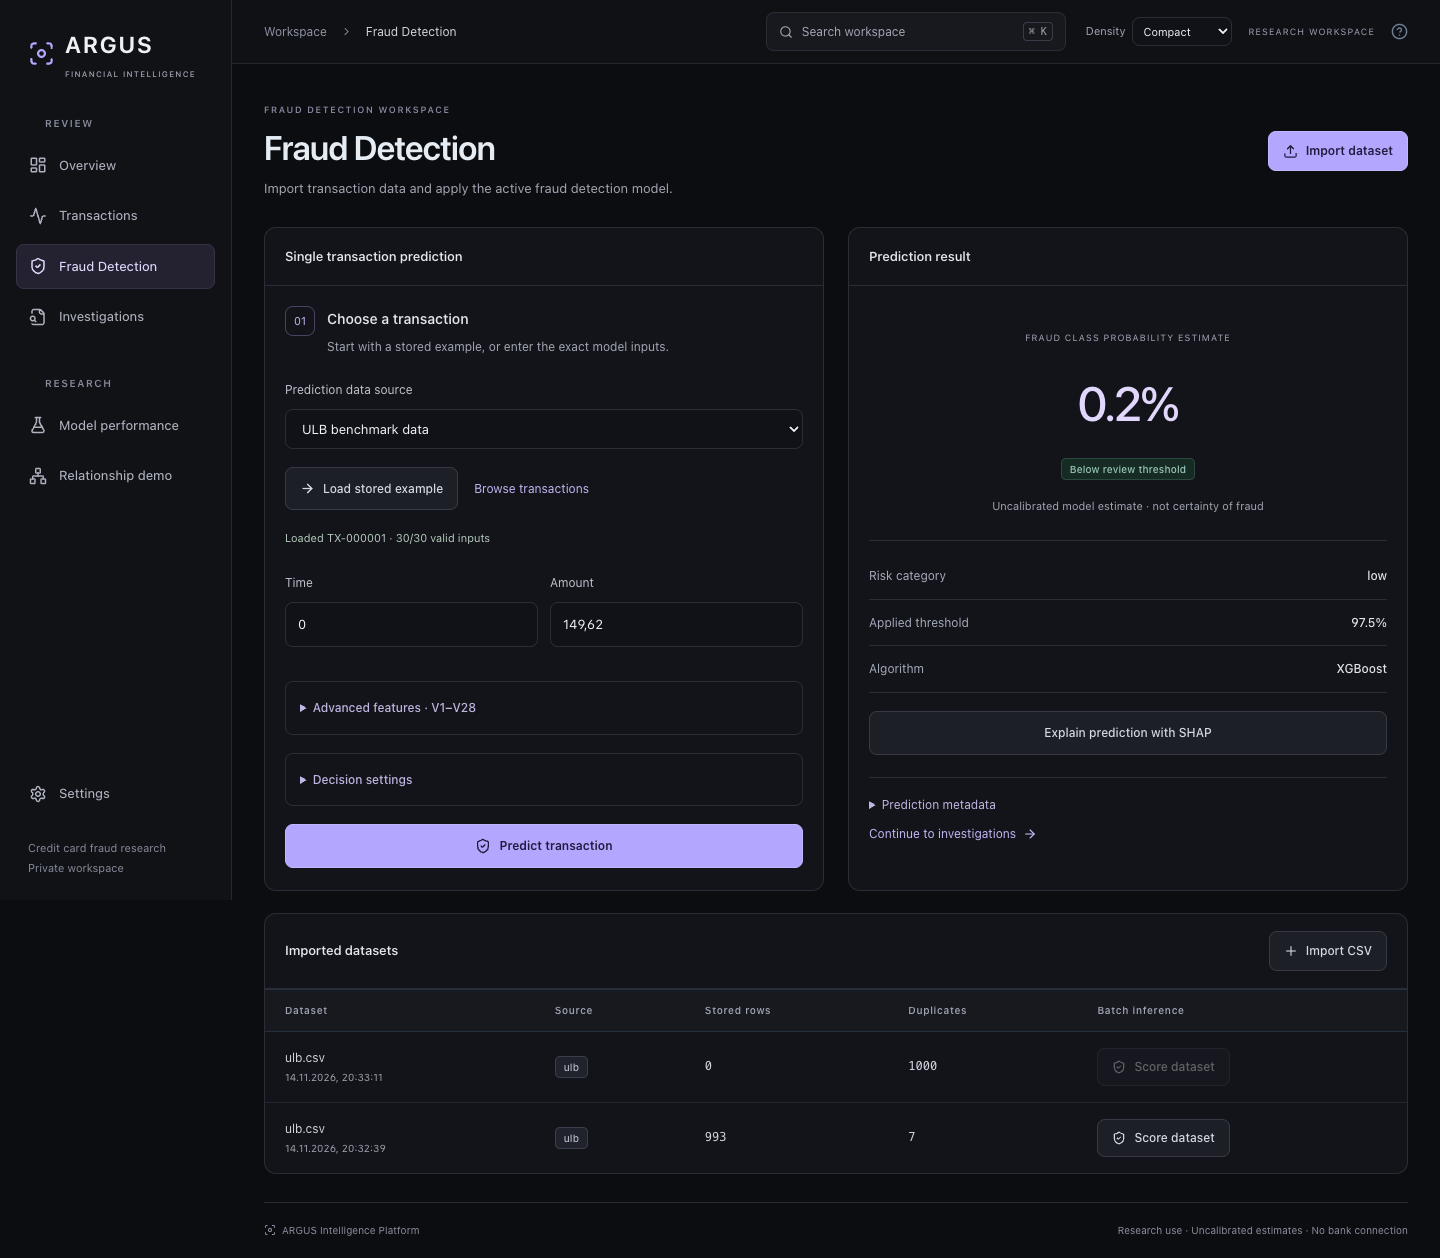 ARGUS
FINANCIAL INTELLIGENCE
REVIEW
Overview
Transactions
Fraud Detection
Investigations
RESEARCH
Model performance
Relationship demo
Settings
Credit card fraud research
Private workspace
Workspace > Fraud Detection
Search workspace ⌘ K
Density Compact
RESEARCH WORKSPACE
FRAUD DETECTION WORKSPACE
Fraud Detection
Import transaction data and apply the active fraud detection model.
Import dataset
Single transaction prediction
01 Choose a transaction
Start with a stored example, or enter the exact model inputs.
Prediction data source
ULB benchmark data
Load stored example Browse transactions
Loaded TX-000001 · 30/30 valid inputs
Time Amount
0 149,62
Advanced features · V1–V28
Decision settings
Predict transaction
Prediction result
FRAUD CLASS PROBABILITY ESTIMATE
0.2%
Below review threshold
Uncalibrated model estimate · not certainty of fraud
Risk category low
Applied threshold 97.5%
Algorithm XGBoost
Explain prediction with SHAP
Prediction metadata
Continue to investigations
Imported datasets Import CSV
Dataset Source Stored rows Duplicates Batch inference
ulb.csv
14.11.2026, 20:33:11
ulb 0 1000 Score dataset
ulb.csv
14.11.2026, 20:32:39
ulb 993 7 Score dataset
ARGUS Intelligence Platform
Research use · Uncalibrated estimates · No bank connection